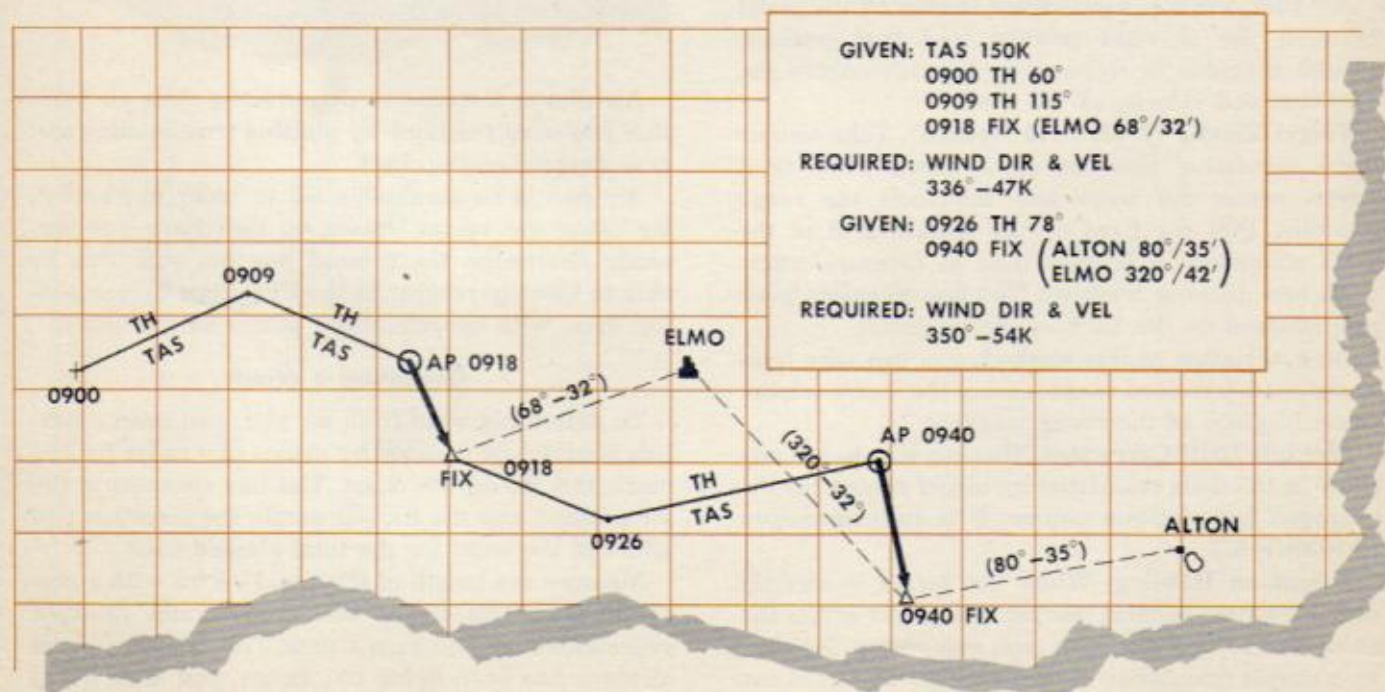 GIVEN: TAS 150K
0900 TH 60°
0909 TH 115°
0918 FIX (ELMO 68°/32')
REQUIRED: WIND DIR & VEL
336°–47K
GIVEN: 0926 TH 78°
0940 FIX (ALTON 80°/35'
ELMO 320°/42')
REQUIRED: WIND DIR & VEL
350°–54K
0909
TH
TAS
0900
TH
TAS
AP 0918
ELMO
(68°–32°)
FIX
0918
(320°–32°)
AP 0940
TH
TAS
0926
ALTON
(80°–35°)
0940 FIX